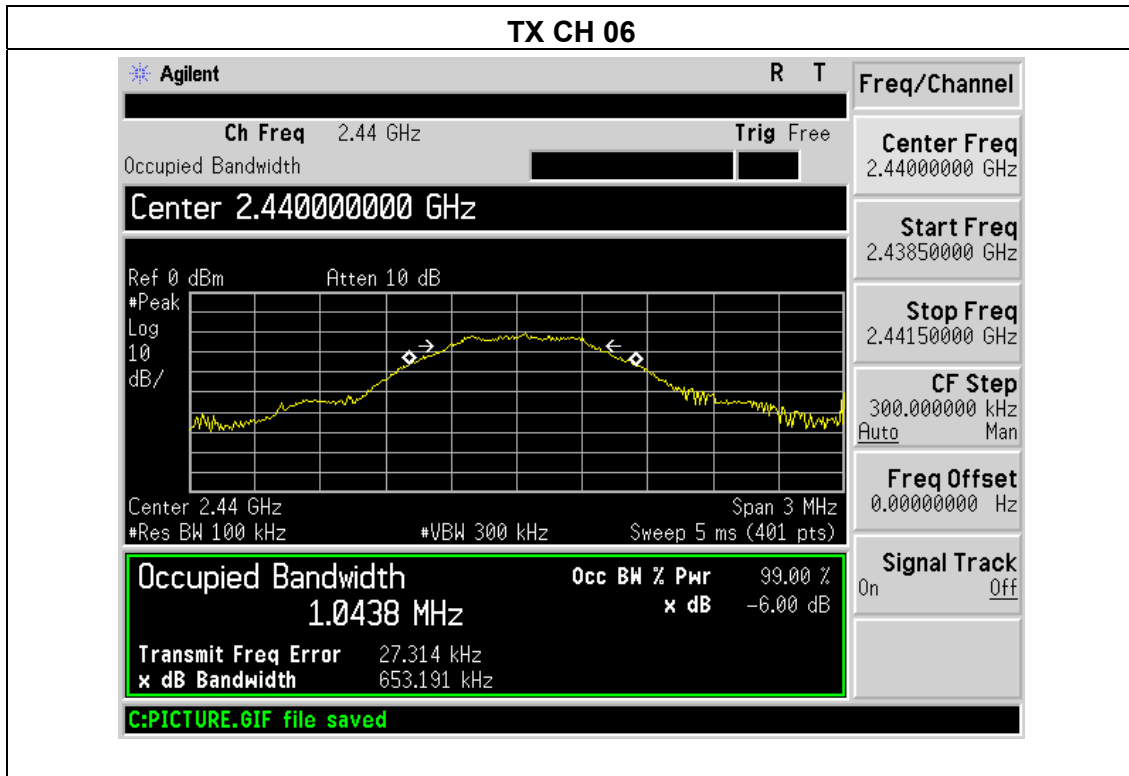 TX CH 06
Agilent R T
Freq/Channel
Ch Freq 2.44 GHz Trig Free
Occupied Bandwidth
Center 2.440000000 GHz
Ref 0 dBm Atten 10 dB
#Peak
Log
10
dB/
Center 2.44 GHz Span 3 MHz
#Res BW 100 kHz #VBW 300 kHz Sweep 5 ms (401 pts)
Occupied Bandwidth
1.0438 MHz
Occ BW % Pwr 99.00 %
x dB -6.00 dB
Transmit Freq Error 27.314 kHz
x dB Bandwidth 653.191 kHz
C:PICTURE.GIF file saved
Center Freq
2.44000000 GHz
Start Freq
2.43850000 GHz
Stop Freq
2.44150000 GHz
CF Step
300.000000 kHz
Auto Man
Freq Offset
0.00000000 Hz
Signal Track
On Off